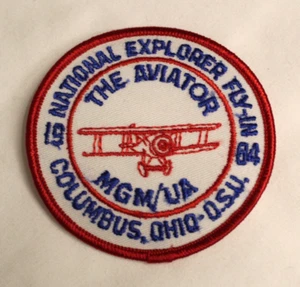 NATIONAL EXPLORER FLY-IN
THE AVIATOR
19 84
MGM/UA
COLUMBUS, OHIO-O.S.U.